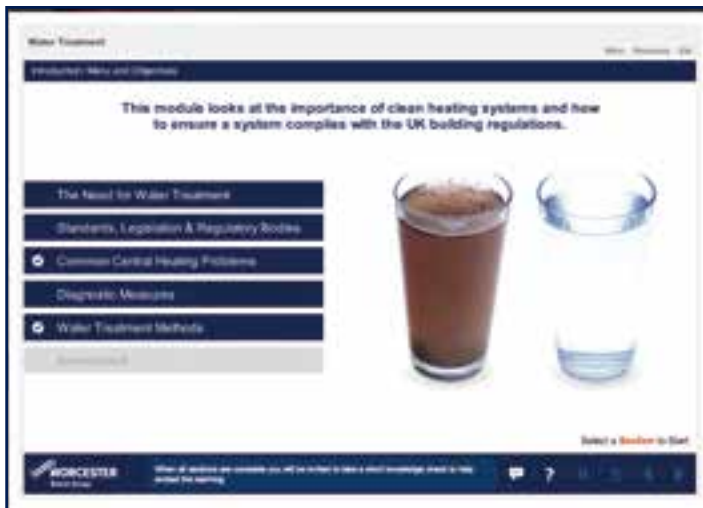 Water Treatment
Menu Resources Exit
Introduction: Menu and Objectives
This module looks at the importance of clean heating systems and how
to ensure a system complies with the UK building regulations.
The Need for Water Treatment
Standards, Legislation & Regulatory Bodies
Common Central Heating Problems
Diagnostic Measures
Water Treatment Methods
Select a Section to Start
WORCESTER
Bosch Group
When all sections are complete you will be invited to take a short knowledge check to help
embed the learning.
?